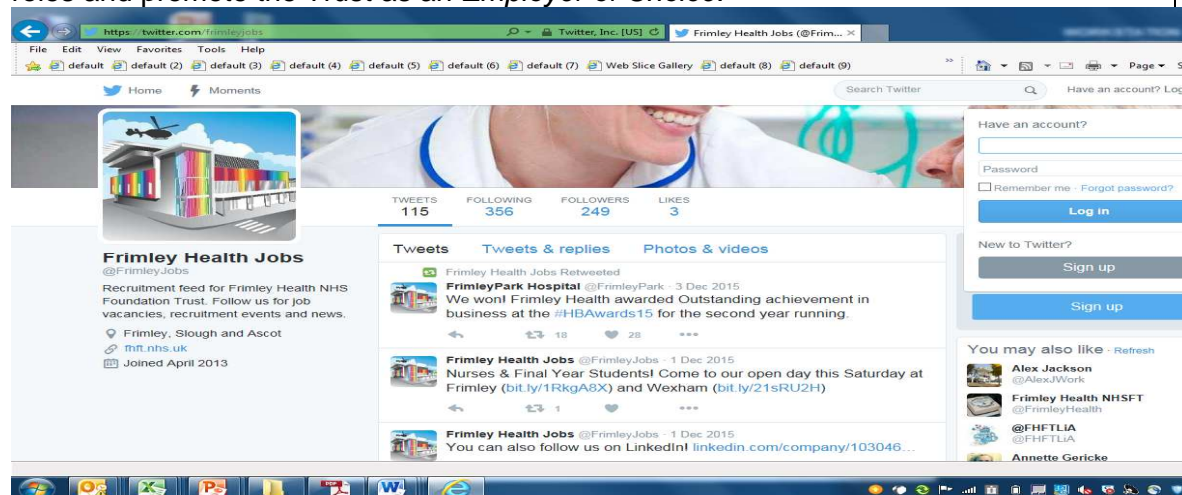 roles and promote the Trust as an Employer of Choice.
https://twitter.com/frimleyjobs
Twitter, Inc. [US]
Frimley Health Jobs (@Frim...
File Edit View Favorites Tools Help
default default (2) default (3) default (4) default (5) default (6) default (7) Web Slice Gallery default (8) default (9)
Page
Home Moments
Search Twitter
Have an account? Log
Have an account?
Password
Remember me · Forgot password?
Log in
New to Twitter?
Sign up
Sign up
TWEETS FOLLOWING FOLLOWERS LIKES
115 356 249 3
Frimley Health Jobs
@FrimleyJobs
Recruitment feed for Frimley Health NHS
Foundation Trust. Follow us for job
vacancies, recruitment events and news.
Frimley, Slough and Ascot
fhft.nhs.uk
Joined April 2013
Tweets Tweets & replies Photos & videos
Frimley Health Jobs Retweeted
FrimleyPark Hospital @FrimleyPark · 3 Dec 2015
We won! Frimley Health awarded Outstanding achievement in
business at the #HBAwards15 for the second year running.
18 28
Frimley Health Jobs @FrimleyJobs · 1 Dec 2015
Nurses & Final Year Students! Come to our open day this Saturday at
Frimley (bit.ly/1RkgA8X) and Wexham (bit.ly/21sRU2H)
1
Frimley Health Jobs @FrimleyJobs · 1 Dec 2015
You can also follow us on LinkedIn! linkedin.com/company/103046...
You may also like · Refresh
Alex Jackson
@AlexJWork
Frimley Health NHSFT
@FrimleyHealth
@FHFTLiA
@FHFTLiA
Annette Gericke